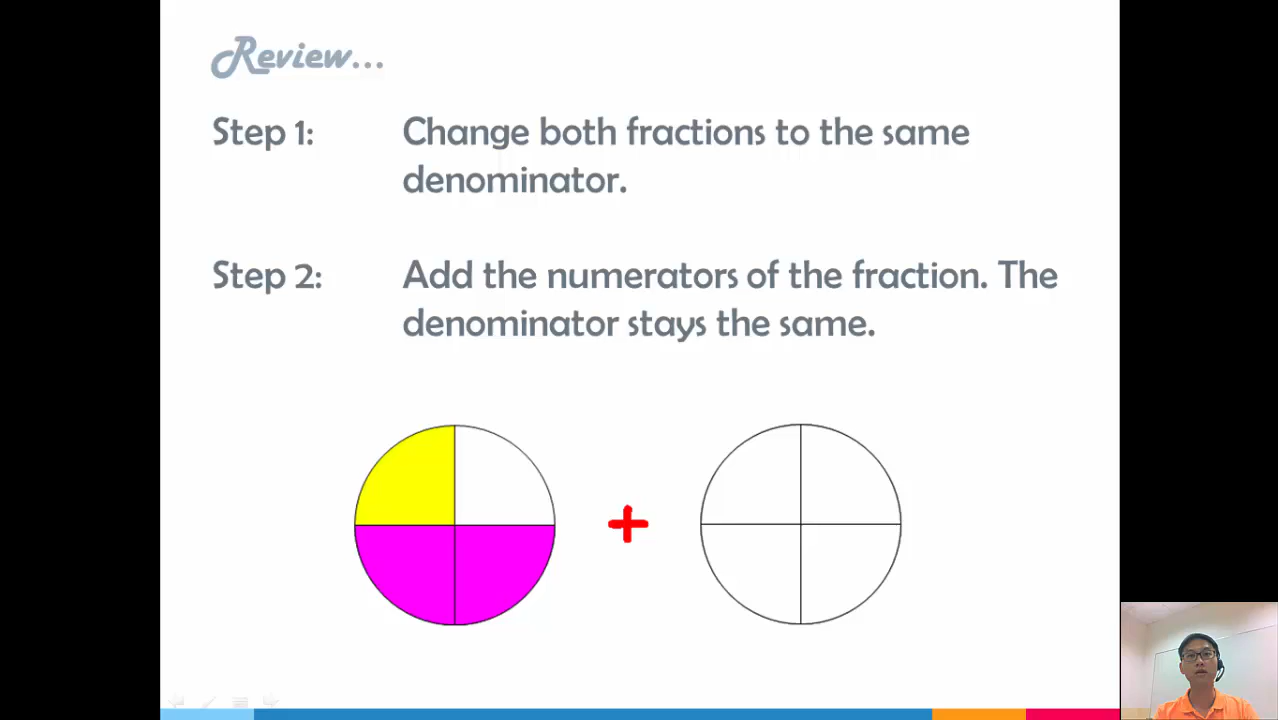 Review...
Step 1: Change both fractions to the same
denominator.
Step 2: Add the numerators of the fraction. The
denominator stays the same.
+